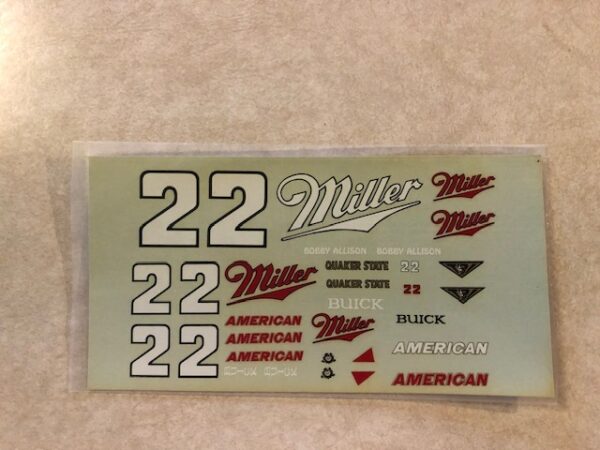 22 Miller Miller
Miller
BOBBY ALLISON BOBBY ALLISON
22 Miller QUAKER STATE 22
QUAKER STATE 22
BUICK
AMERICAN Miller BUICK
22 AMERICAN
AMERICAN AMERICAN
AMERICAN